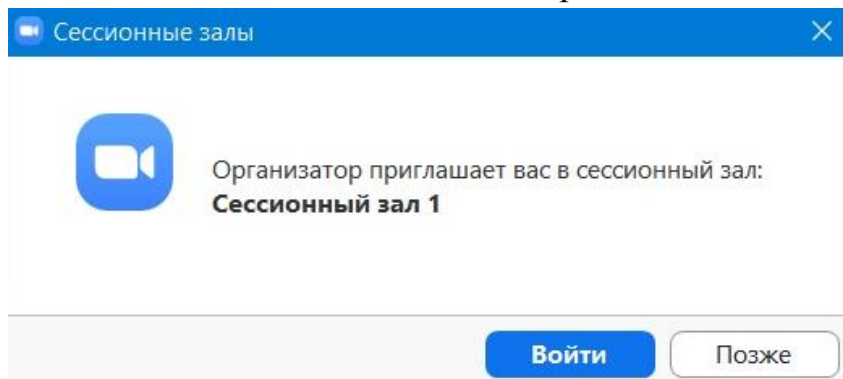 Сессионные залы
Организатор приглашает вас в сессионный зал:
Сессионный зал 1
Войти
Позже